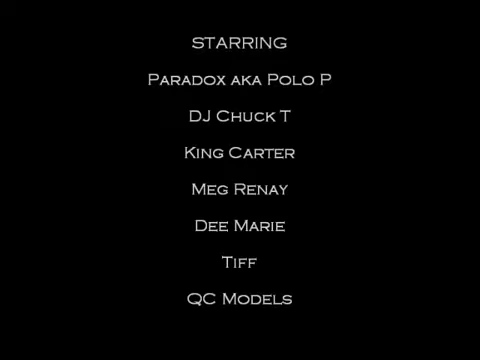 STARRING
Paradox aka Polo P
DJ Chuck T
King Carter
Meg Renay
Dee Marie
Tiff
QC Models